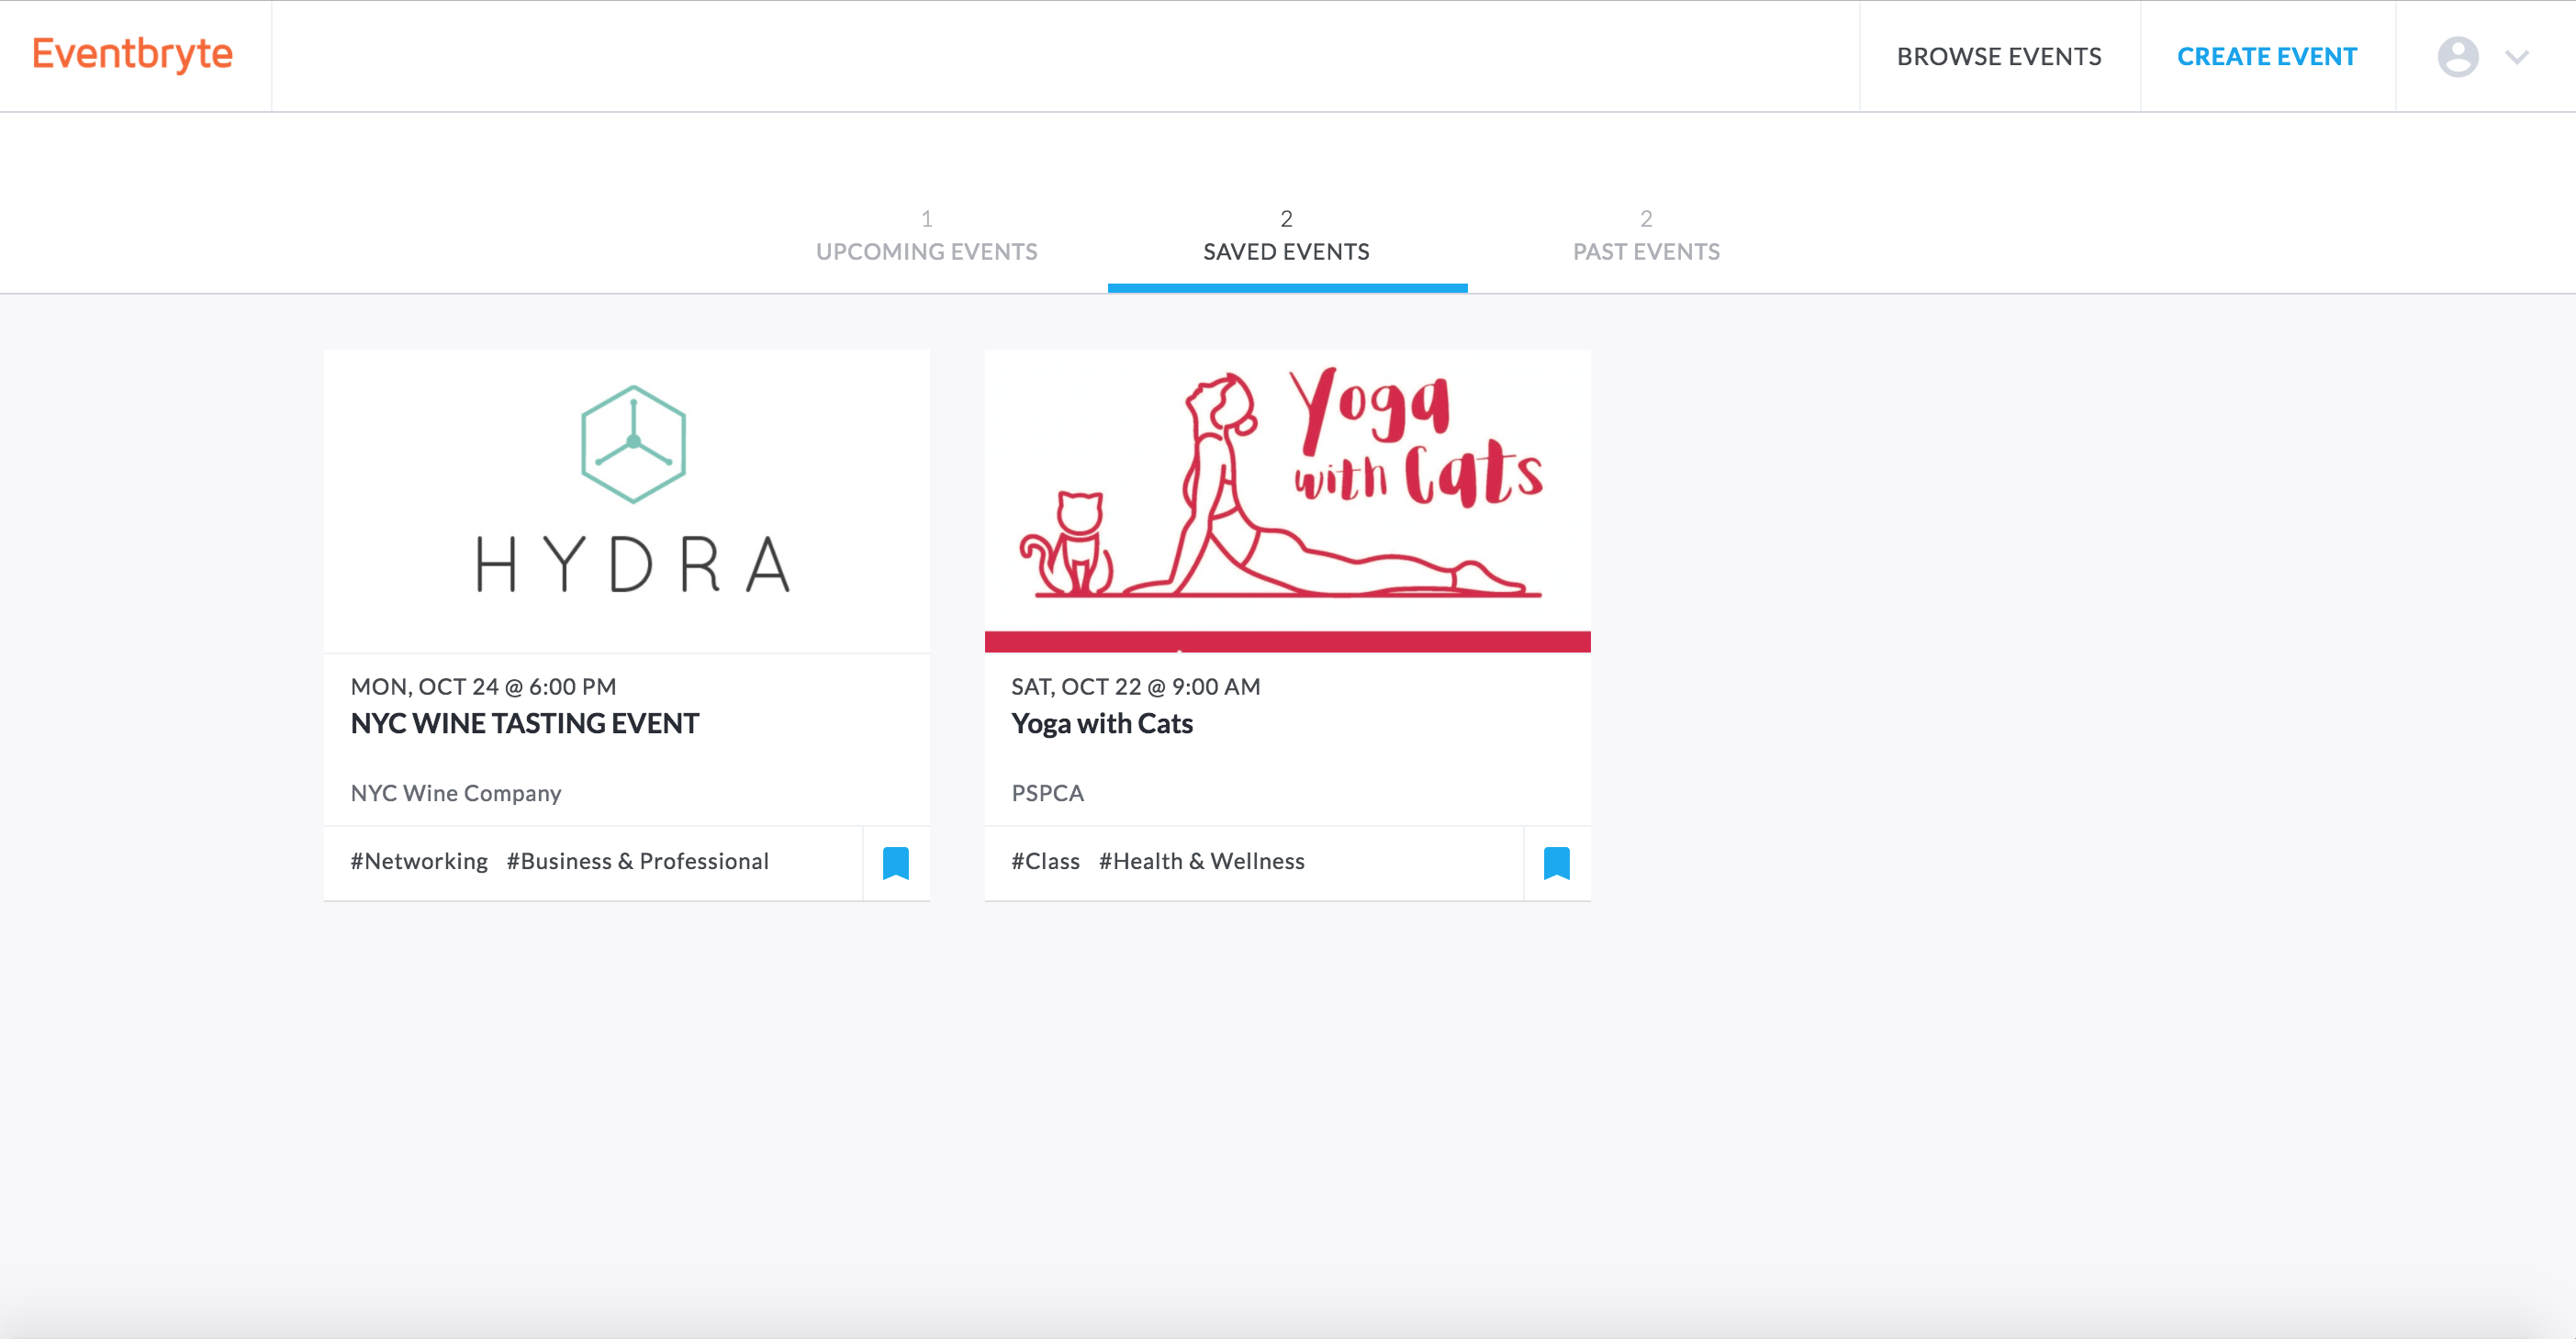 Eventbryte
BROWSE EVENTS
CREATE EVENT
1
UPCOMING EVENTS
2
SAVED EVENTS
2
PAST EVENTS
HYDRA
MON, OCT 24 @ 6:00 PM
NYC WINE TASTING EVENT
NYC Wine Company
#Networking #Business & Professional
Yoga
with Cats
SAT, OCT 22 @ 9:00 AM
Yoga with Cats
PSPCA
#Class #Health & Wellness